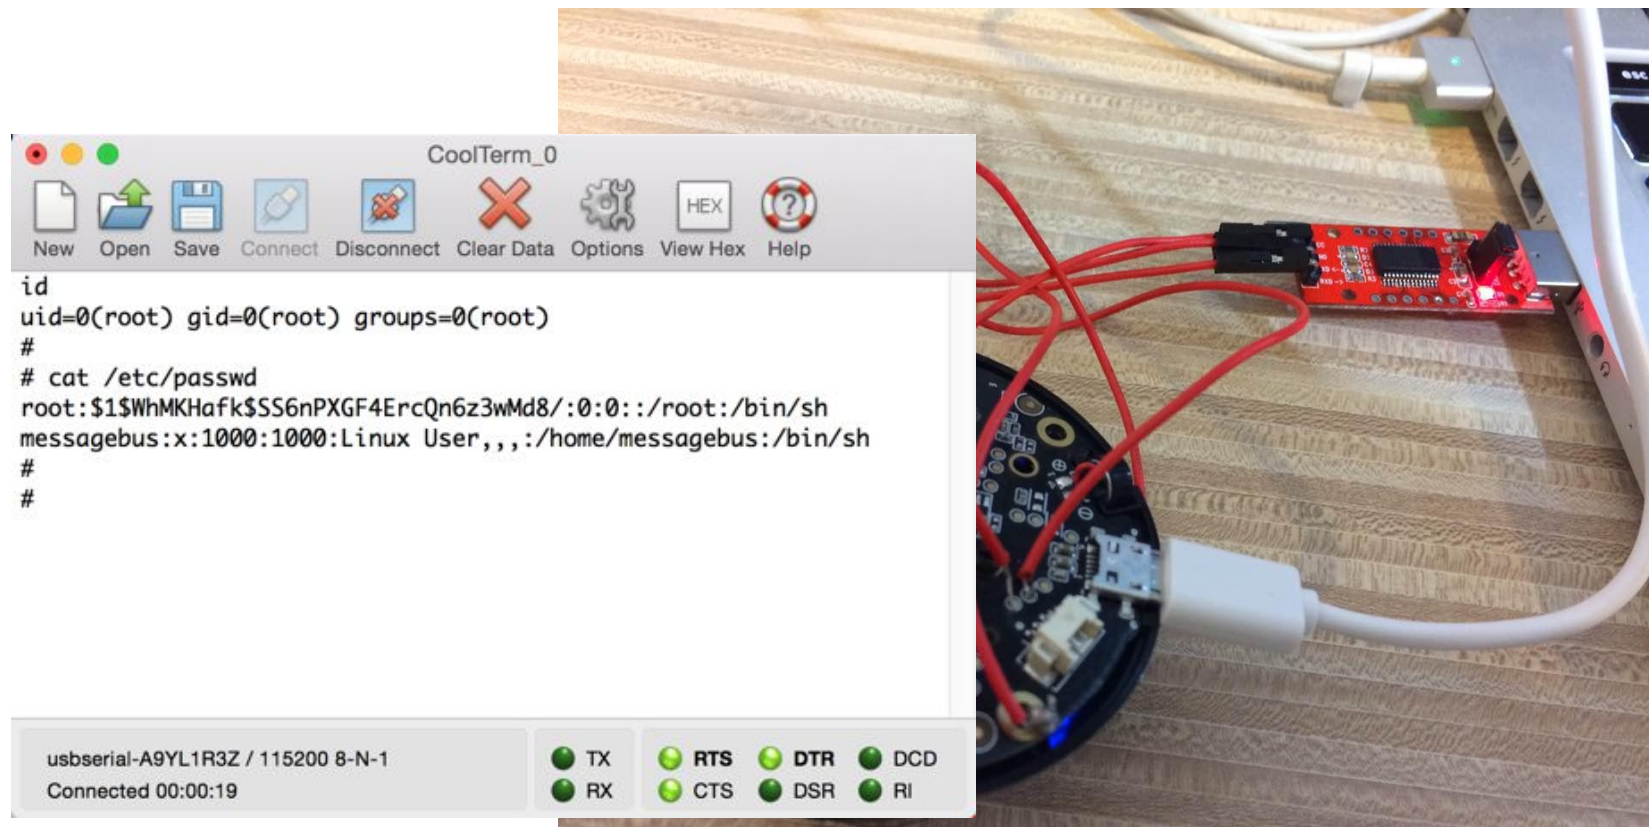 CoolTerm_0
New Open Save Connect Disconnect Clear Data Options HEX View Hex Help
id
uid=0(root) gid=0(root) groups=0(root)
#
# cat /etc/passwd
root:$1$WhMKHafk$SS6nPXGF4ErcQn6z3wMd8/:0:0::/root:/bin/sh
messagebus:x:1000:1000:Linux User,,,:/home/messagebus:/bin/sh
#
#
usbserial-A9YL1R3Z / 115200 8-N-1
Connected 00:00:19
TX RTS DTR DCD
RX CTS DSR RI
esc